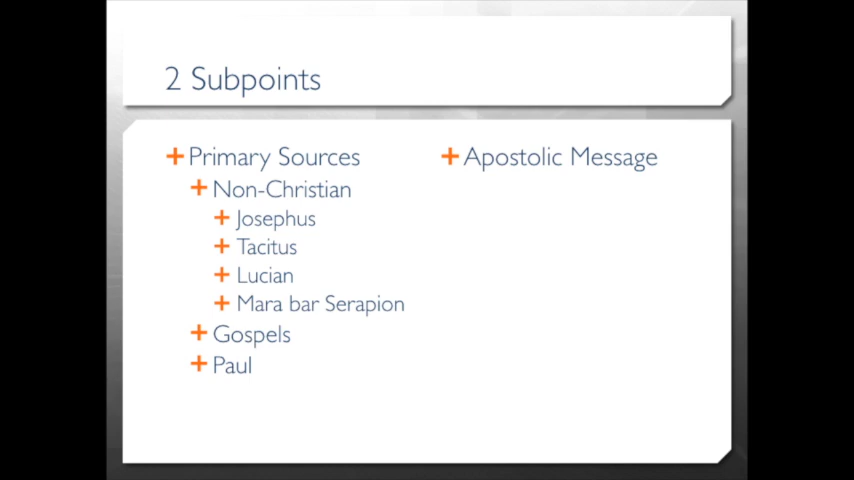 2 Subpoints
Primary Sources
Non-Christian
Josephus
Tacitus
Lucian
Mara bar Serapion
Gospels
Paul
Apostolic Message